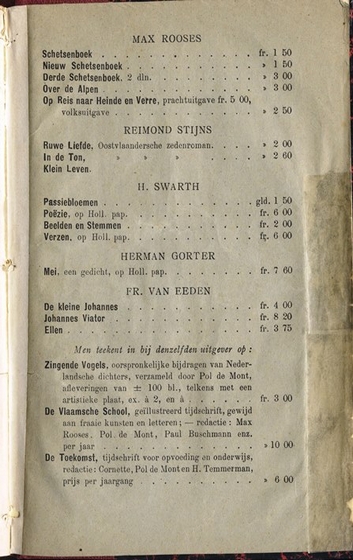 MAX ROOSES
Schetsenboek . . . . . . . . . . . . fr. 1 50
Nieuw Schetsenboek . . . . . . . . . . » 1 50
Derde Schetsenboek, 2 dln. . . . . . . . . » 3 00
Over de Alpen . . . . . . . . . . . . » 3 00
Op Reis naar Heinde en Verre, prachtuitgave fr. 5 00,
volksuitgave . . . . . . . . . . . » 2 50
REIMOND STIJNS
Ruwe Liefde, Oostvlaandersche zedenroman. . . . » 2 00
In de Ton, » » » . . . . » 2 60
Klein Leven.
H. SWARTH
Passiebloemen . . . . . . . . . . . gld. 1 50
Poëzie, op Holl. pap. . . . . . . . . . fr. 6 00
Beelden en Stemmen . . . . . . . . . . fr. 2 00
Verzen, op Holl. pap. . . . . . . . . . fr. 6 00
HERMAN GORTER
Mei, een gedicht, op Holl. pap. . . . . . . . fr. 7 60
FR. VAN EEDEN
De kleine Johannes . . . . . . . . . . fr. 4 00
Johannes Viator . . . . . . . . . . . fr. 8 20
Ellen . . . . . . . . . . . . . . fr. 3 75
Men teekent in bij denzelfden uitgever op :
Zingende Vogels, oorspronkelijke bijdragen van Neder-
landsche dichters, verzameld door Pol de Mont,
afleveringen van ± 100 bl., telkens met een
artistieke plaat, ex. à 2, en à . . . . . . fr. 3 00
De Vlaamsche School, geïllustreerd tijdschrift, gewijd
aan fraaie kunsten en letteren; — redactie : Max
Rooses, Pol. de Mont, Paul Buschmann enz.
per jaar . . . . . . . . . . . . » 10 00
De Toekomst, tijdschrift voor opvoeding en onderwijs,
redactie : Cornette, Pol de Mont en H. Temmerman,
prijs per jaargang . . . . . . . . . . » 6 00